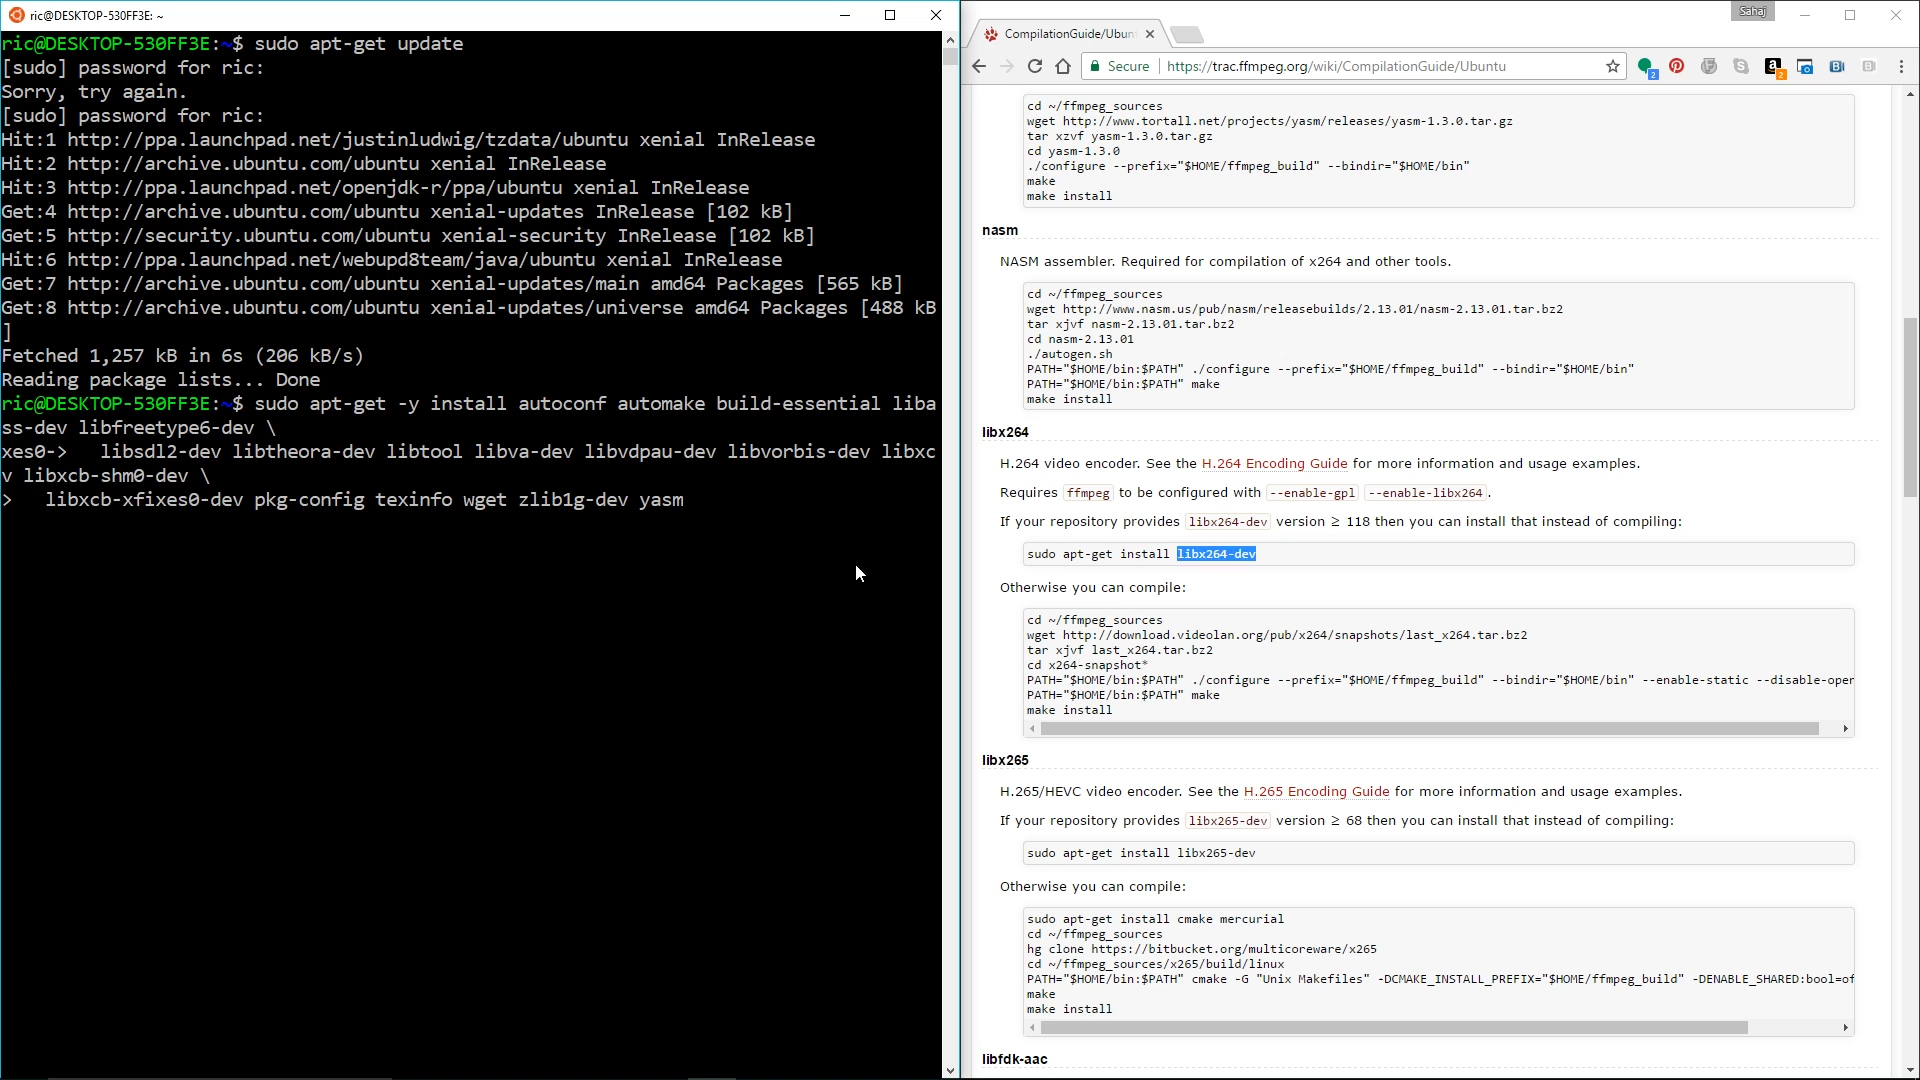 ric@DESKTOP-530FF3E: ~
ric@DESKTOP-530FF3E:~$ sudo apt-get update
[sudo] password for ric:
Sorry, try again.
[sudo] password for ric:
Hit:1 http://ppa.launchpad.net/justinludwig/tzdata/ubuntu xenial InRelease
Hit:2 http://archive.ubuntu.com/ubuntu xenial InRelease
Hit:3 http://ppa.launchpad.net/openjdk-r/ppa/ubuntu xenial InRelease
Get:4 http://archive.ubuntu.com/ubuntu xenial-updates InRelease [102 kB]
Get:5 http://security.ubuntu.com/ubuntu xenial-security InRelease [102 kB]
Hit:6 http://ppa.launchpad.net/webupd8team/java/ubuntu xenial InRelease
Get:7 http://archive.ubuntu.com/ubuntu xenial-updates/main amd64 Packages [565 kB]
Get:8 http://archive.ubuntu.com/ubuntu xenial-updates/universe amd64 Packages [488 kB
]
Fetched 1,257 kB in 6s (206 kB/s)
Reading package lists... Done
ric@DESKTOP-530FF3E:~$ sudo apt-get -y install autoconf automake build-essential liba
ss-dev libfreetype6-dev \
xes0->   libsdl2-dev libtheora-dev libtool libva-dev libvdpau-dev libvorbis-dev libxc
v libxcb-shm0-dev \
>   libxcb-xfixes0-dev pkg-config texinfo wget zlib1g-dev yasm
Sahaj
CompilationGuide/Ubun
Secure https://trac.ffmpeg.org/wiki/CompilationGuide/Ubuntu
2
2
cd ~/ffmpeg_sources
wget http://www.tortall.net/projects/yasm/releases/yasm-1.3.0.tar.gz
tar xzvf yasm-1.3.0.tar.gz
cd yasm-1.3.0
./configure --prefix="$HOME/ffmpeg_build" --bindir="$HOME/bin"
make
make install
nasm
NASM assembler. Required for compilation of x264 and other tools.
cd ~/ffmpeg_sources
wget http://www.nasm.us/pub/nasm/releasebuilds/2.13.01/nasm-2.13.01.tar.bz2
tar xjvf nasm-2.13.01.tar.bz2
cd nasm-2.13.01
./autogen.sh
PATH="$HOME/bin:$PATH" ./configure --prefix="$HOME/ffmpeg_build" --bindir="$HOME/bin"
PATH="$HOME/bin:$PATH" make
make install
libx264
H.264 video encoder. See the H.264 Encoding Guide for more information and usage examples.
Requires ffmpeg to be configured with --enable-gpl --enable-libx264.
If your repository provides libx264-dev version ≥ 118 then you can install that instead of compiling:
sudo apt-get install libx264-dev
Otherwise you can compile:
cd ~/ffmpeg_sources
wget http://download.videolan.org/pub/x264/snapshots/last_x264.tar.bz2
tar xjvf last_x264.tar.bz2
cd x264-snapshot*
PATH="$HOME/bin:$PATH" ./configure --prefix="$HOME/ffmpeg_build" --bindir="$HOME/bin" --enable-static --disable-oper
PATH="$HOME/bin:$PATH" make
make install
libx265
H.265/HEVC video encoder. See the H.265 Encoding Guide for more information and usage examples.
If your repository provides libx265-dev version ≥ 68 then you can install that instead of compiling:
sudo apt-get install libx265-dev
Otherwise you can compile:
sudo apt-get install cmake mercurial
cd ~/ffmpeg_sources
hg clone https://bitbucket.org/multicoreware/x265
cd ~/ffmpeg_sources/x265/build/linux
PATH="$HOME/bin:$PATH" cmake -G "Unix Makefiles" -DCMAKE_INSTALL_PREFIX="$HOME/ffmpeg_build" -DENABLE_SHARED:bool=of
make
make install
libfdk-aac